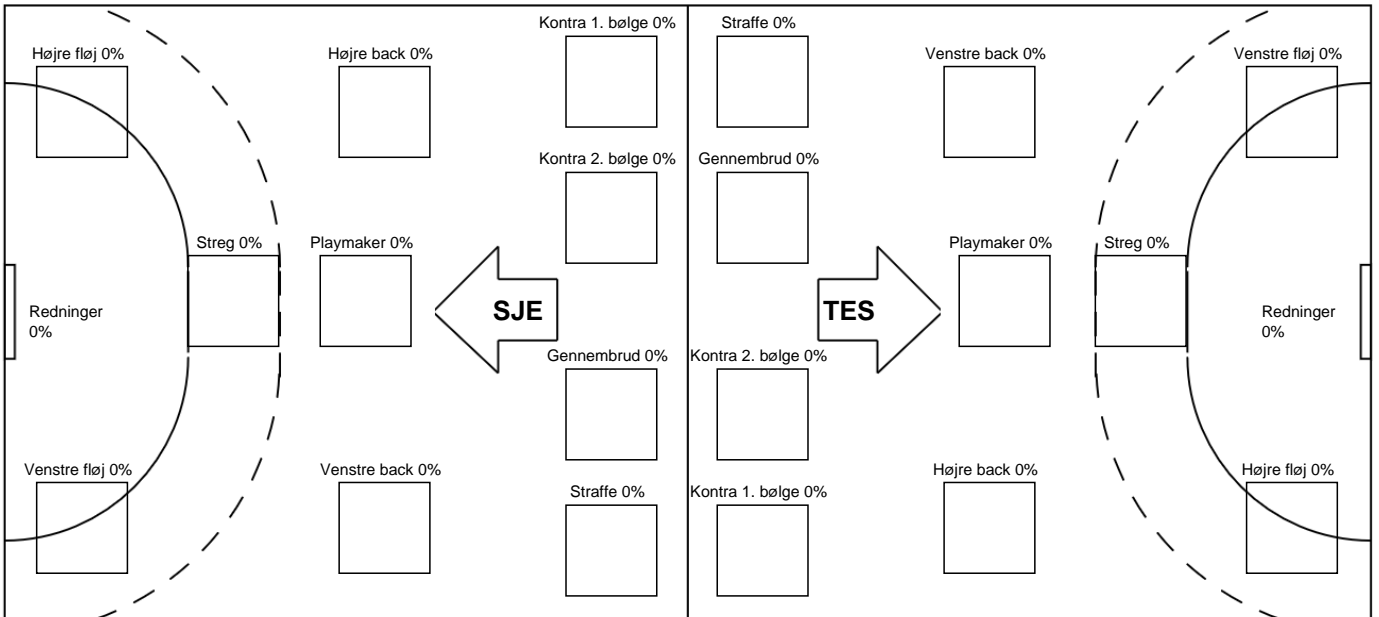 Kontra 1. bølge 0%
Straffe 0%
Højre fløj 0%
Højre back 0%
Venstre back 0%
Venstre fløj 0%
Kontra 2. bølge 0%
Gennembrud 0%
Streg 0%
Playmaker 0%
Playmaker 0%
Streg 0%
SJE
TES
Redninger
0%
Redninger
0%
Gennembrud 0%
Kontra 2. bølge 0%
Venstre fløj 0%
Venstre back 0%
Højre back 0%
Højre fløj 0%
Straffe 0%
Kontra 1. bølge 0%